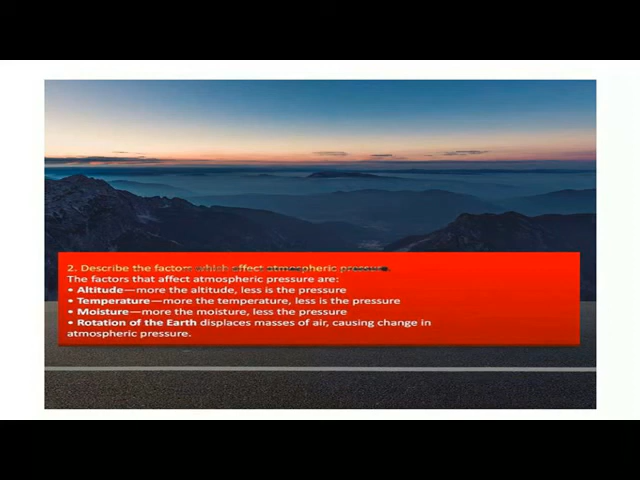 2. Describe the factors which affect atmospheric pressure.
The factors that affect atmospheric pressure are:
• Altitude—more the altitude, less is the pressure
• Temperature—more the temperature, less is the pressure
• Moisture—more the moisture, less the pressure
• Rotation of the Earth displaces masses of air, causing change in
atmospheric pressure.